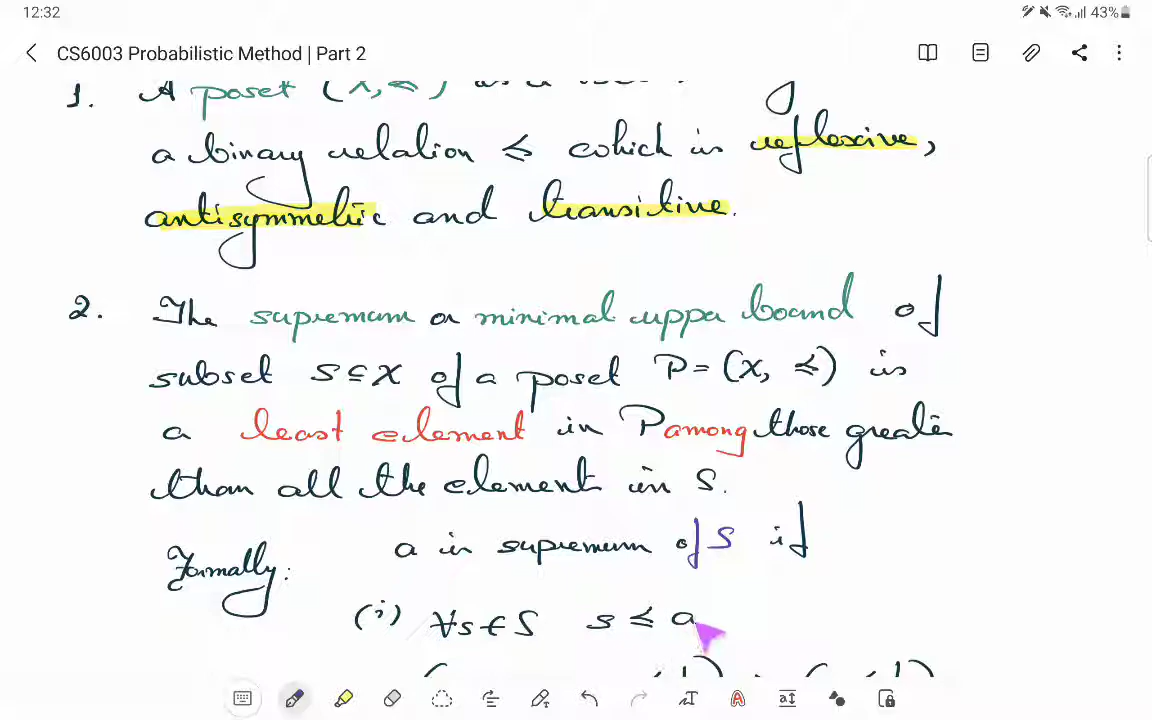 12:32
43%
CS6003 Probabilistic Method | Part 2
1. A poset (X, ≼)
a binary relation ≼ which is reflexive,
antisymmetric and transitive.
2. The supremum or minimal upper bound of
subset S ⊆ X of a poset P = (X, ≼) is
a least element in P among those greater
than all the element in S.
Formally: a is supremum of S if
(i) ∀s ∈ S s ≼ a